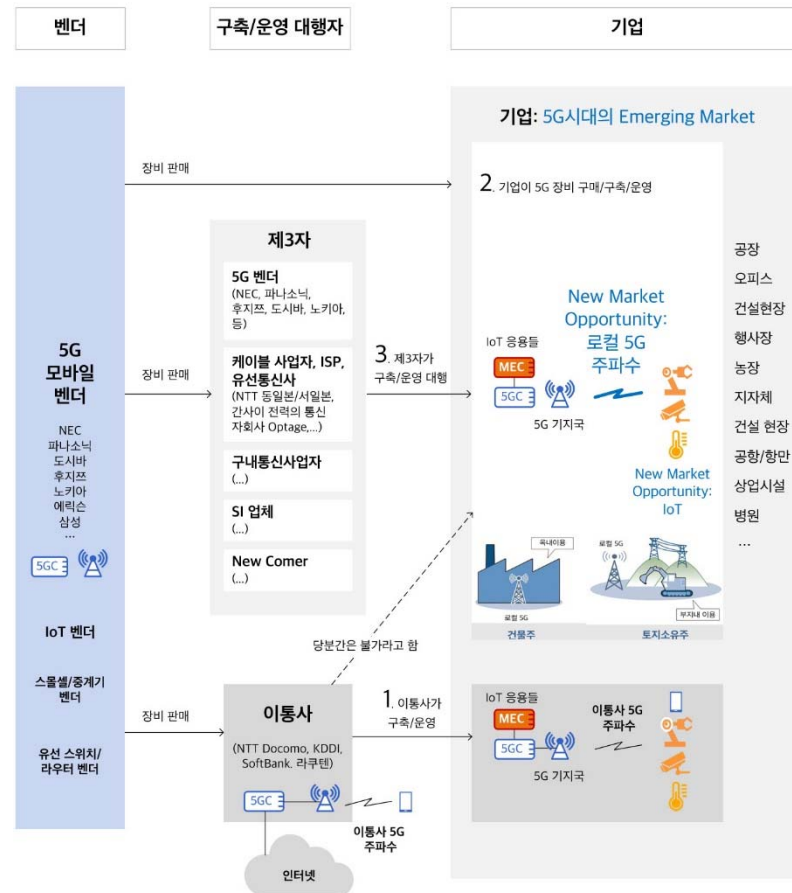 벤더
구축/운영 대행자
기업
5G
모바일
벤더
NEC
파나소닉
도시바
후지쯔
노키아
에릭슨
삼성
...
5GC
IoT 벤더
스몰셀/중계기
벤더
유선 스위치/
라우터 벤더
장비 판매
장비 판매
장비 판매
제3자
5G 벤더
(NEC, 파나소닉,
후지쯔, 도시바, 노키아,
등)
케이블 사업자, ISP,
유선통신사
(NTT 동일본/서일본,
간사이 전력의 통신
자회사 Optage,...)
구내통신사업자
(...)
SI 업체
(...)
New Comer
(...)
3. 제3자가
구축/운영 대행
당분간은 불가라고 함
이통사
(NTT Docomo, KDDI,
SoftBank. 라쿠텐)
5GC
인터넷
이통사 5G
주파수
1. 이통사가
구축/운영
기업: 5G시대의 Emerging Market
2. 기업이 5G 장비 구매/구축/운영
New Market
Opportunity:
로컬 5G
주파수
IoT 응용들
MEC
5GC
5G 기지국
New Market
Opportunity:
IoT
옥내이용
로컬 5G
건물주
로컬 5G
부지내 이용
토지소유주
IoT 응용들
MEC
5GC
5G 기지국
이통사 5G
주파수
공장
오피스
건설현장
행사장
농장
지자체
건설 현장
공항/항만
상업시설
병원
...